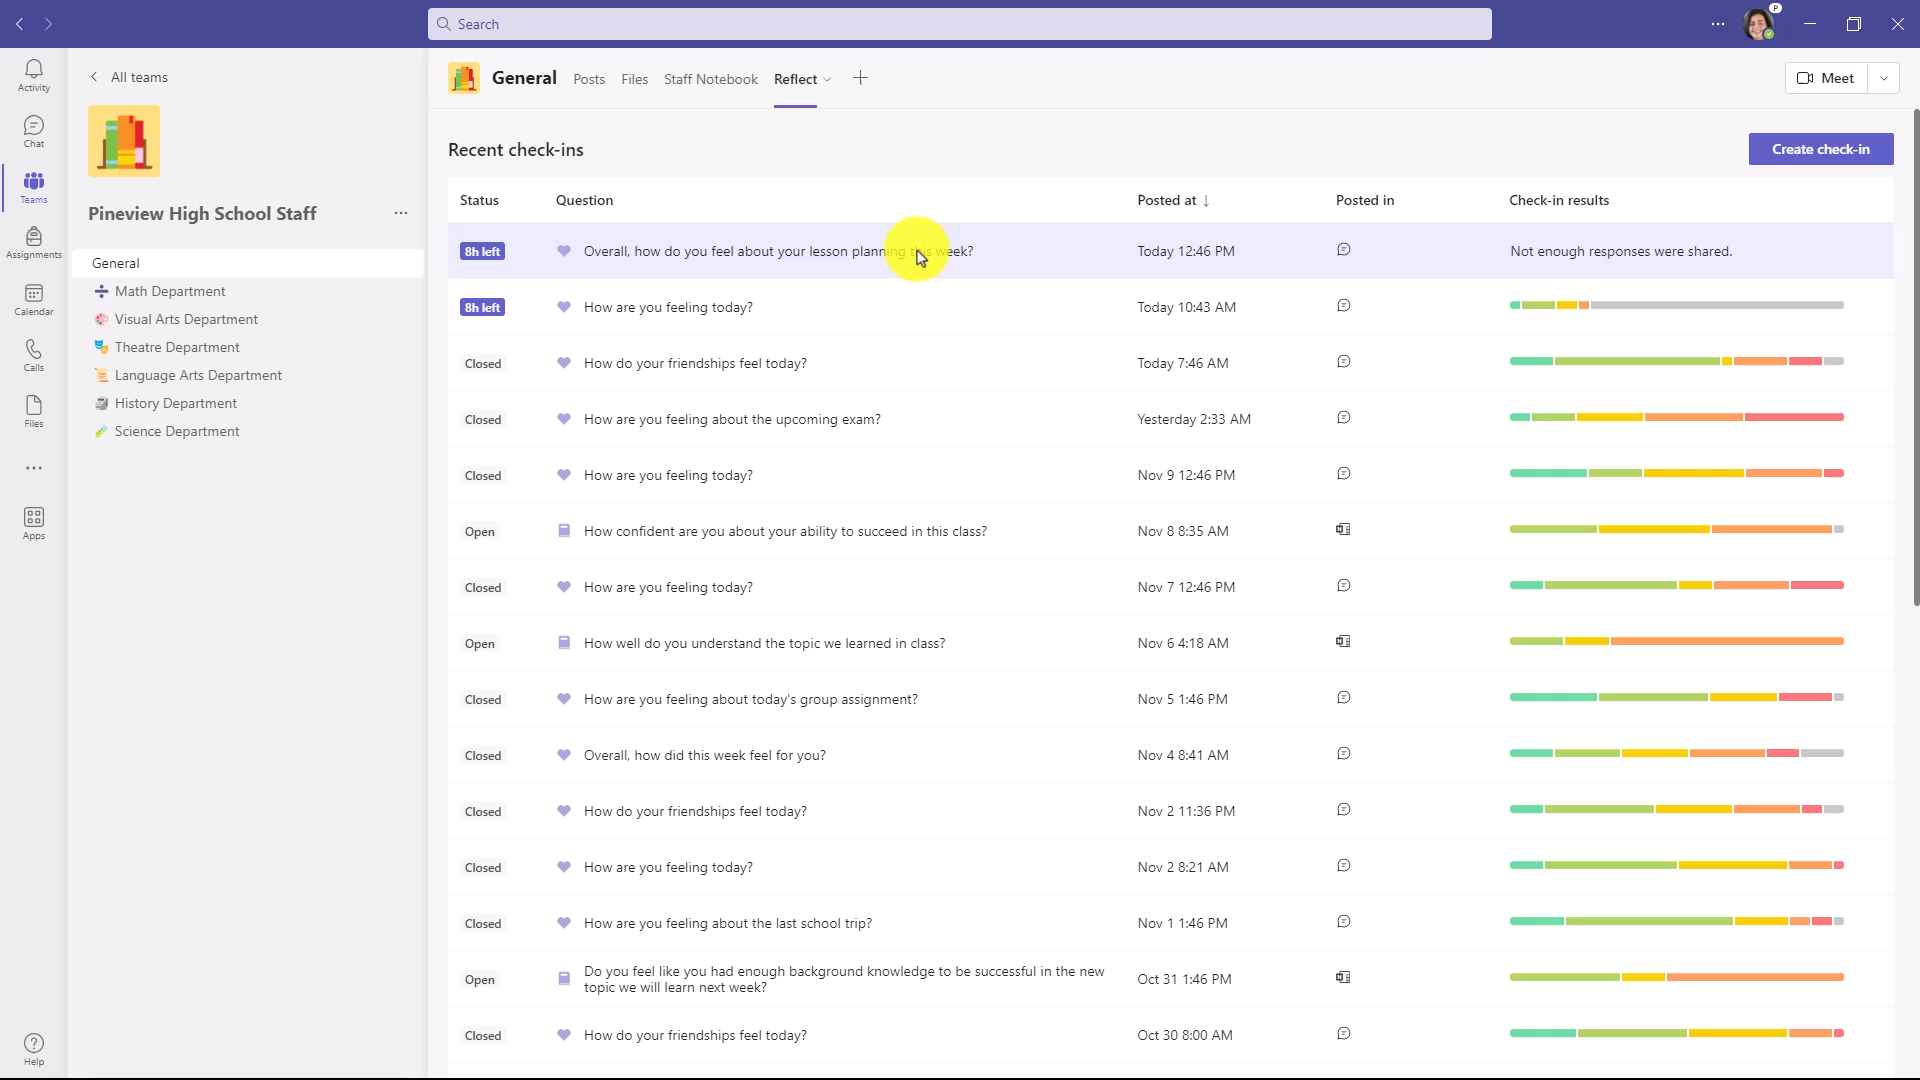 Search
P
Activity
Chat
Teams
Assignments
Calendar
Calls
Files
Apps
Help
All teams
Pineview High School Staff
General
Math Department
Visual Arts Department
Theatre Department
Language Arts Department
History Department
Science Department
General Posts Files Staff Notebook Reflect
Meet
Recent check-ins
Create check-in
Status Question Posted at ↓ Posted in Check-in results
8h left Overall, how do you feel about your lesson planning this week? Today 12:46 PM Not enough responses were shared.
8h left How are you feeling today? Today 10:43 AM
Closed How do your friendships feel today? Today 7:46 AM
Closed How are you feeling about the upcoming exam? Yesterday 2:33 AM
Closed How are you feeling today? Nov 9 12:46 PM
Open How confident are you about your ability to succeed in this class? Nov 8 8:35 AM
Closed How are you feeling today? Nov 7 12:46 PM
Open How well do you understand the topic we learned in class? Nov 6 4:18 AM
Closed How are you feeling about today's group assignment? Nov 5 1:46 PM
Closed Overall, how did this week feel for you? Nov 4 8:41 AM
Closed How do your friendships feel today? Nov 2 11:36 PM
Closed How are you feeling today? Nov 2 8:21 AM
Closed How are you feeling about the last school trip? Nov 1 1:46 PM
Open Do you feel like you had enough background knowledge to be successful in the new
topic we will learn next week? Oct 31 1:46 PM
Closed How do your friendships feel today? Oct 30 8:00 AM